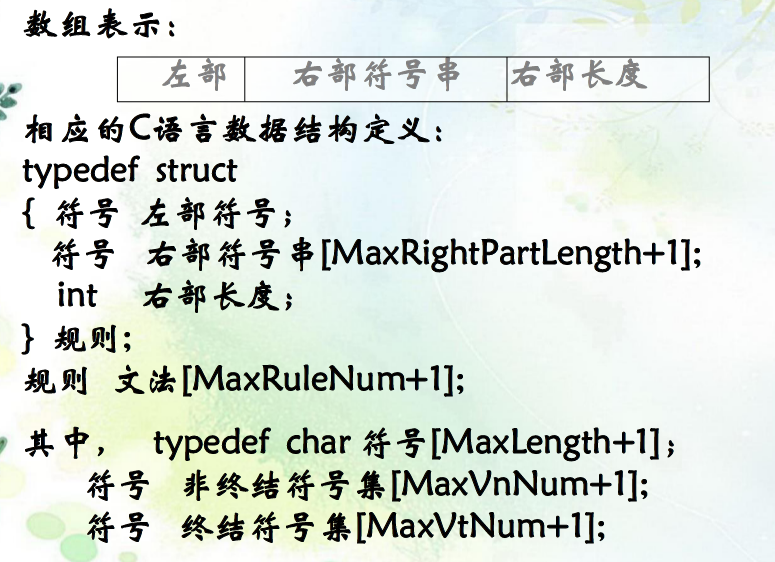 数组表示：
左部 右部符号串 右部长度
相应的C语言数据结构定义：
typedef struct
{ 符号 左部符号；
符号 右部符号串[MaxRightPartLength+1];
int 右部长度；
} 规则；
规则 文法[MaxRuleNum+1];
其中， typedef char 符号[MaxLength+1]；
符号 非终结符号集[MaxVnNum+1];
符号 终结符号集[MaxVtNum+1];